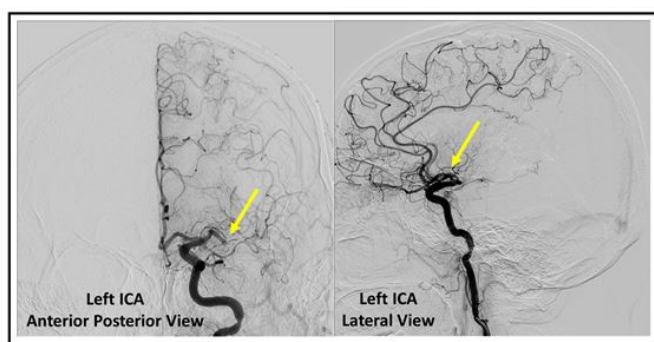 Left ICA
Anterior Posterior View
Left ICA
Lateral View